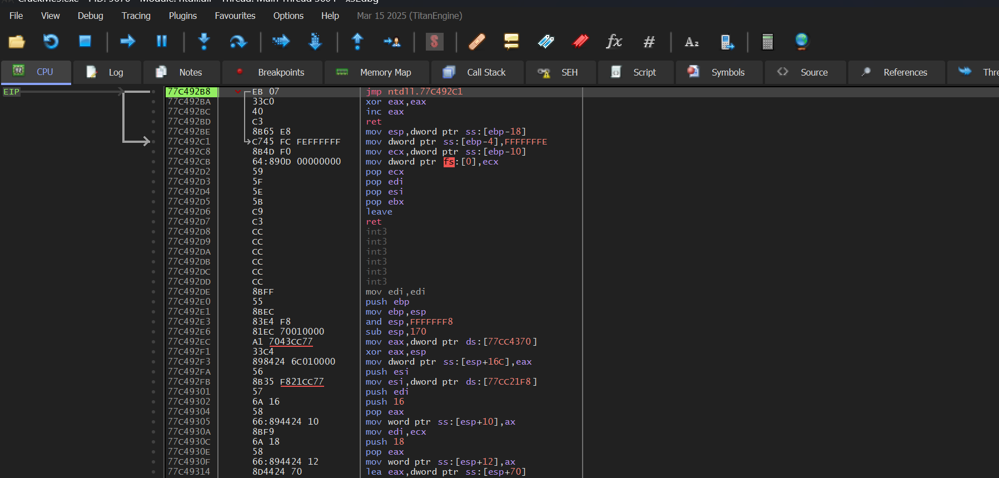 CrackMe5.exe - PID: 9676 - Module: ntdll.dll - Thread: Main Thread 5664 - x32dbg
File View Debug Tracing Plugins Favourites Options Help Mar 15 2025 (TitanEngine)
CPU Log Notes Breakpoints Memory Map Call Stack SEH Script Symbols Source References Thre
EIP 77C492B8 EB 07 jmp ntdll.77C492C1
77C492BA 33C0 xor eax,eax
77C492BC 40 inc eax
77C492BD C3 ret
77C492BE 8B65 E8 mov esp,dword ptr ss:[ebp-18]
77C492C1 C745 FC FEFFFFFF mov dword ptr ss:[ebp-4],FFFFFFFE
77C492C8 8B4D F0 mov ecx,dword ptr ss:[ebp-10]
77C492CB 64:890D 00000000 mov dword ptr fs:[0],ecx
77C492D2 59 pop ecx
77C492D3 5F pop edi
77C492D4 5E pop esi
77C492D5 5B pop ebx
77C492D6 C9 leave
77C492D7 C3 ret
77C492D8 CC int3
77C492D9 CC int3
77C492DA CC int3
77C492DB CC int3
77C492DC CC int3
77C492DD CC int3
77C492DE 8BFF mov edi,edi
77C492E0 55 push ebp
77C492E1 8BEC mov ebp,esp
77C492E3 83E4 F8 and esp,FFFFFFF8
77C492E6 81EC 70010000 sub esp,170
77C492EC A1 7043CC77 mov eax,dword ptr ds:[77CC4370]
77C492F1 33C4 xor eax,esp
77C492F3 898424 6C010000 mov dword ptr ss:[esp+16C],eax
77C492FA 56 push esi
77C492FB 8B35 F821CC77 mov esi,dword ptr ds:[77CC21F8]
77C49301 57 push edi
77C49302 6A 16 push 16
77C49304 58 pop eax
77C49305 66:894424 10 mov word ptr ss:[esp+10],ax
77C4930A 8BF9 mov edi,ecx
77C4930C 6A 18 push 18
77C4930E 58 pop eax
77C4930F 66:894424 12 mov word ptr ss:[esp+12],ax
77C49314 8D4424 70 lea eax,dword ptr ss:[esp+70]